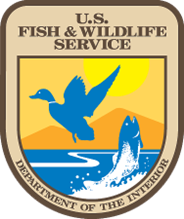 U.S.
FISH & WILDLIFE
SERVICE
DEPARTMENT OF THE INTERIOR